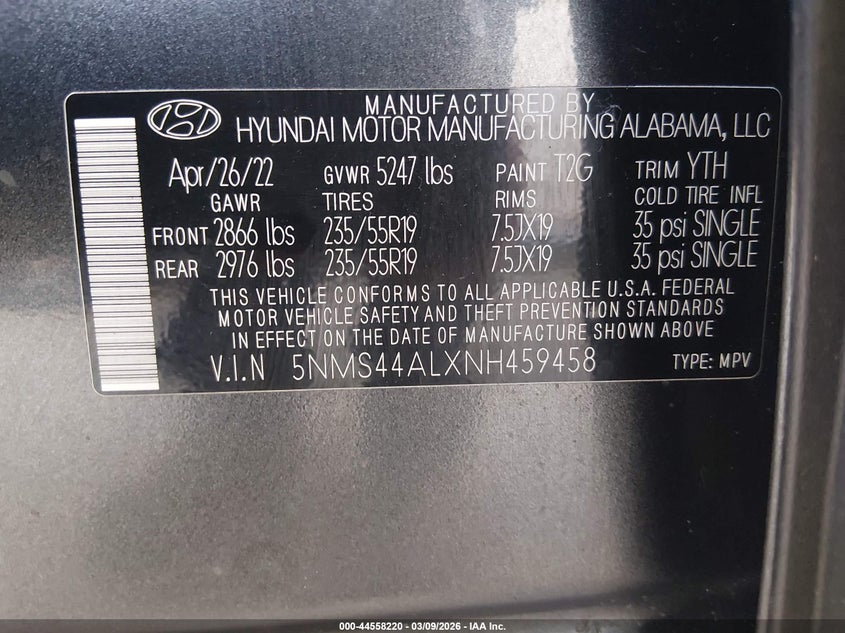 MANUFACTURED BY
HYUNDAI MOTOR MANUFACTURING ALABAMA, LLC
Apr/26/22 GVWR 5247 lbs PAINT T2G TRIM YTH
GAWR TIRES RIMS COLD TIRE INFL
FRONT 2866 lbs 235/55R19 7.5JX19 35 psi SINGLE
REAR 2976 lbs 235/55R19 7.5JX19 35 psi SINGLE
THIS VEHICLE CONFORMS TO ALL APPLICABLE U.S.A. FEDERAL
MOTOR VEHICLE SAFETY AND THEFT PREVENTION STANDARDS
IN EFFECT ON THE DATE OF MANUFACTURE SHOWN ABOVE
V.I.N 5NMS44ALXNH459458 TYPE: MPV
000-44558220 - 03/09/2026 - IAA Inc.